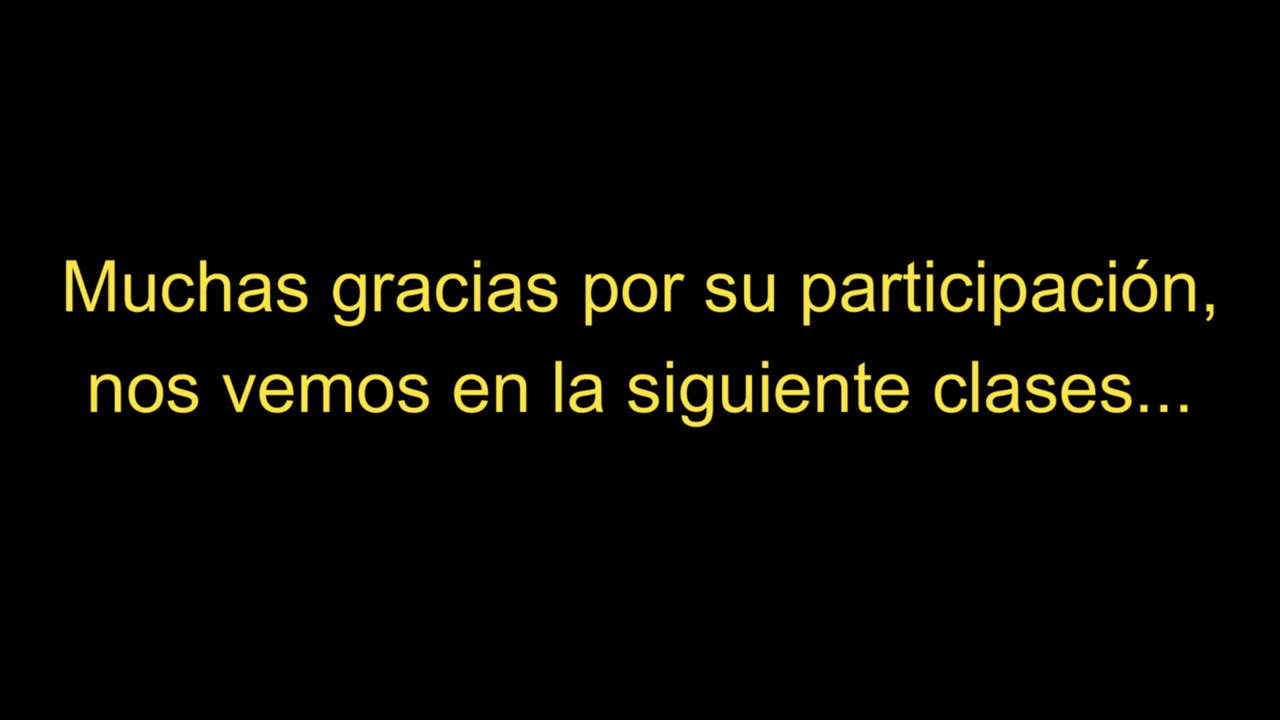 Muchas gracias por su participación,
nos vemos en la siguiente clases...